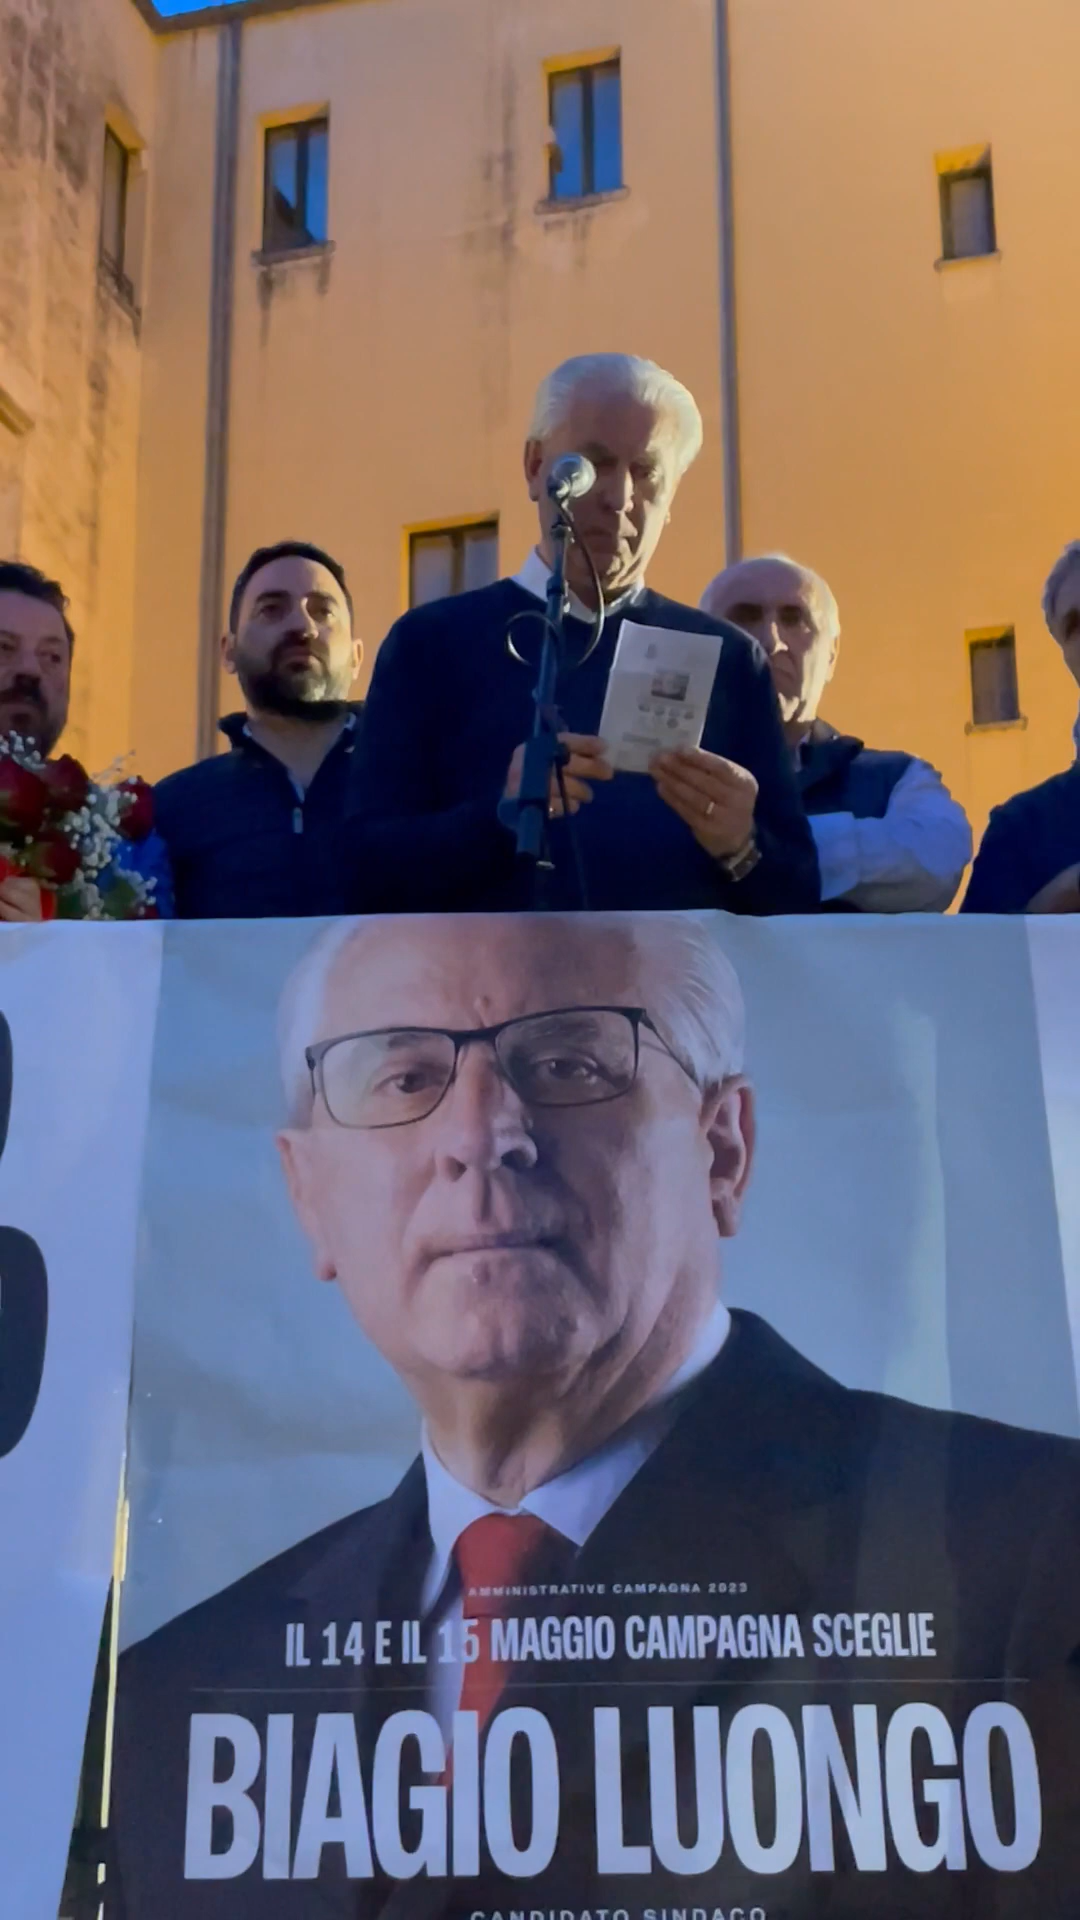 AMMINISTRATIVE CAMPAGNA 2023
IL 14 E IL 15 MAGGIO CAMPAGNA SCEGLIE
BIAGIO LUONGO
CANDIDATO SINDACO